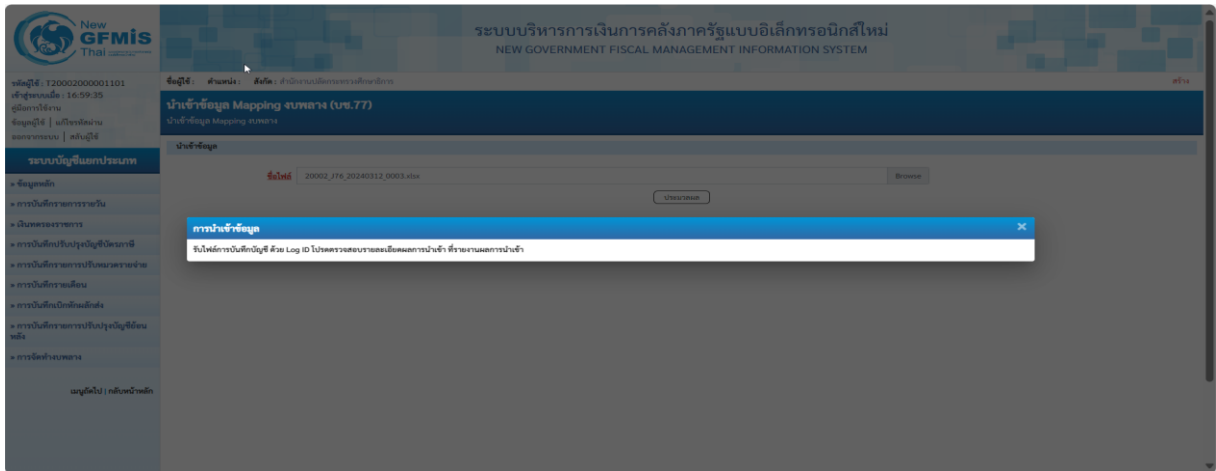 New
GFMiS
Thai
ระบบบริหารการเงินการคลังภาครัฐแบบอิเล็กทรอนิกส์ใหม่
NEW GOVERNMENT FISCAL MANAGEMENT INFORMATION SYSTEM
รหัสผู้ใช้ : T20002000001101
เข้าสู่ระบบเมื่อ : 16:59:35
คู่มือการใช้งาน
ข้อมูลผู้ใช้ | แก้ไขรหัสผ่าน
ออกจากระบบ | สลับผู้ใช้
ชื่อผู้ใช้ : ตำแหน่ง : สังกัด : สำนักงานปลัดกระทรวงศึกษาธิการ
สร้าง
นำเข้าข้อมูล Mapping งบพลาง (บช.77)
นำเข้าข้อมูล Mapping งบพลาง
นำเข้าข้อมูล
ชื่อไฟล์ 20002_J76_20240312_0003.xlsx Browse
ประมวลผล
การนำเข้าข้อมูล
รับไฟล์การบันทึกบัญชี ด้วย Log ID โปรดตรวจสอบรายละเอียดผลการนำเข้า ที่รายงานผลการนำเข้า
ระบบบัญชีแยกประเภท
» ข้อมูลหลัก
» การบันทึกรายการรายวัน
» เงินทดรองราชการ
» การบันทึกปรับปรุงบัญชีบัตรภาษี
» การบันทึกรายการปรับหมวดรายจ่าย
» การบันทึกรายเดือน
» การบันทึกเบิกหักผลักส่ง
» การบันทึกรายการปรับปรุงบัญชีย้อน
หลัง
» การจัดทำงบพลาง
เมนูถัดไป | กลับหน้าหลัก